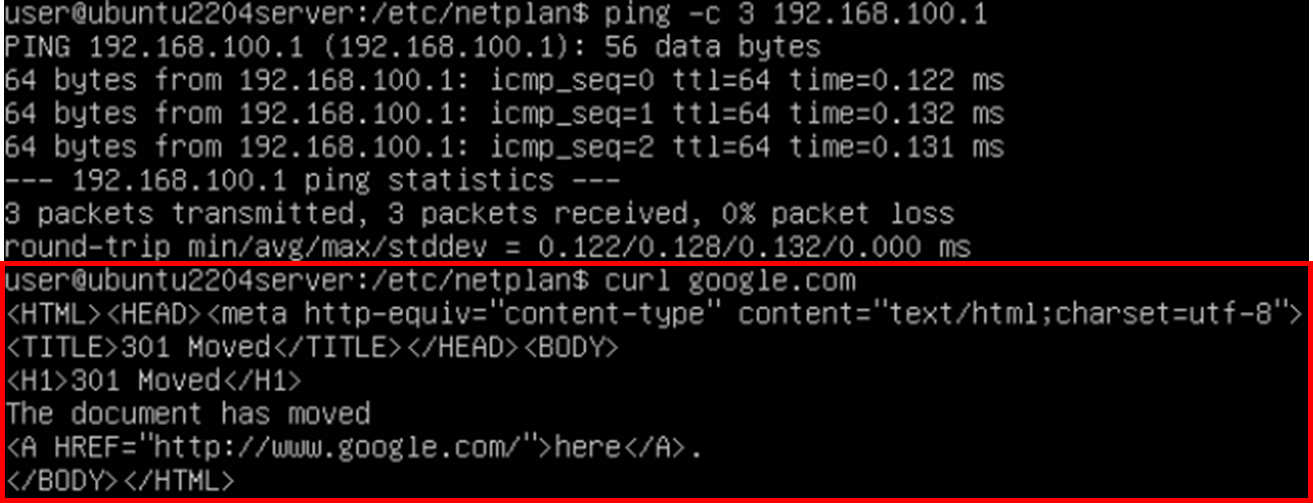 user@ubuntu2204server:/etc/netplan$ ping -c 3 192.168.100.1
PING 192.168.100.1 (192.168.100.1): 56 data bytes
64 bytes from 192.168.100.1: icmp_seq=0 ttl=64 time=0.122 ms
64 bytes from 192.168.100.1: icmp_seq=1 ttl=64 time=0.132 ms
64 bytes from 192.168.100.1: icmp_seq=2 ttl=64 time=0.131 ms
--- 192.168.100.1 ping statistics ---
3 packets transmitted, 3 packets received, 0% packet loss
round-trip min/avg/max/stddev = 0.122/0.128/0.132/0.000 ms
user@ubuntu2204server:/etc/netplan$ curl google.com
<HTML><HEAD><meta http-equiv="content-type" content="text/html;charset=utf-8">
<TITLE>301 Moved</TITLE></HEAD><BODY>
<H1>301 Moved</H1>
The document has moved
<A HREF="http://www.google.com/">here</A>.
</BODY></HTML>